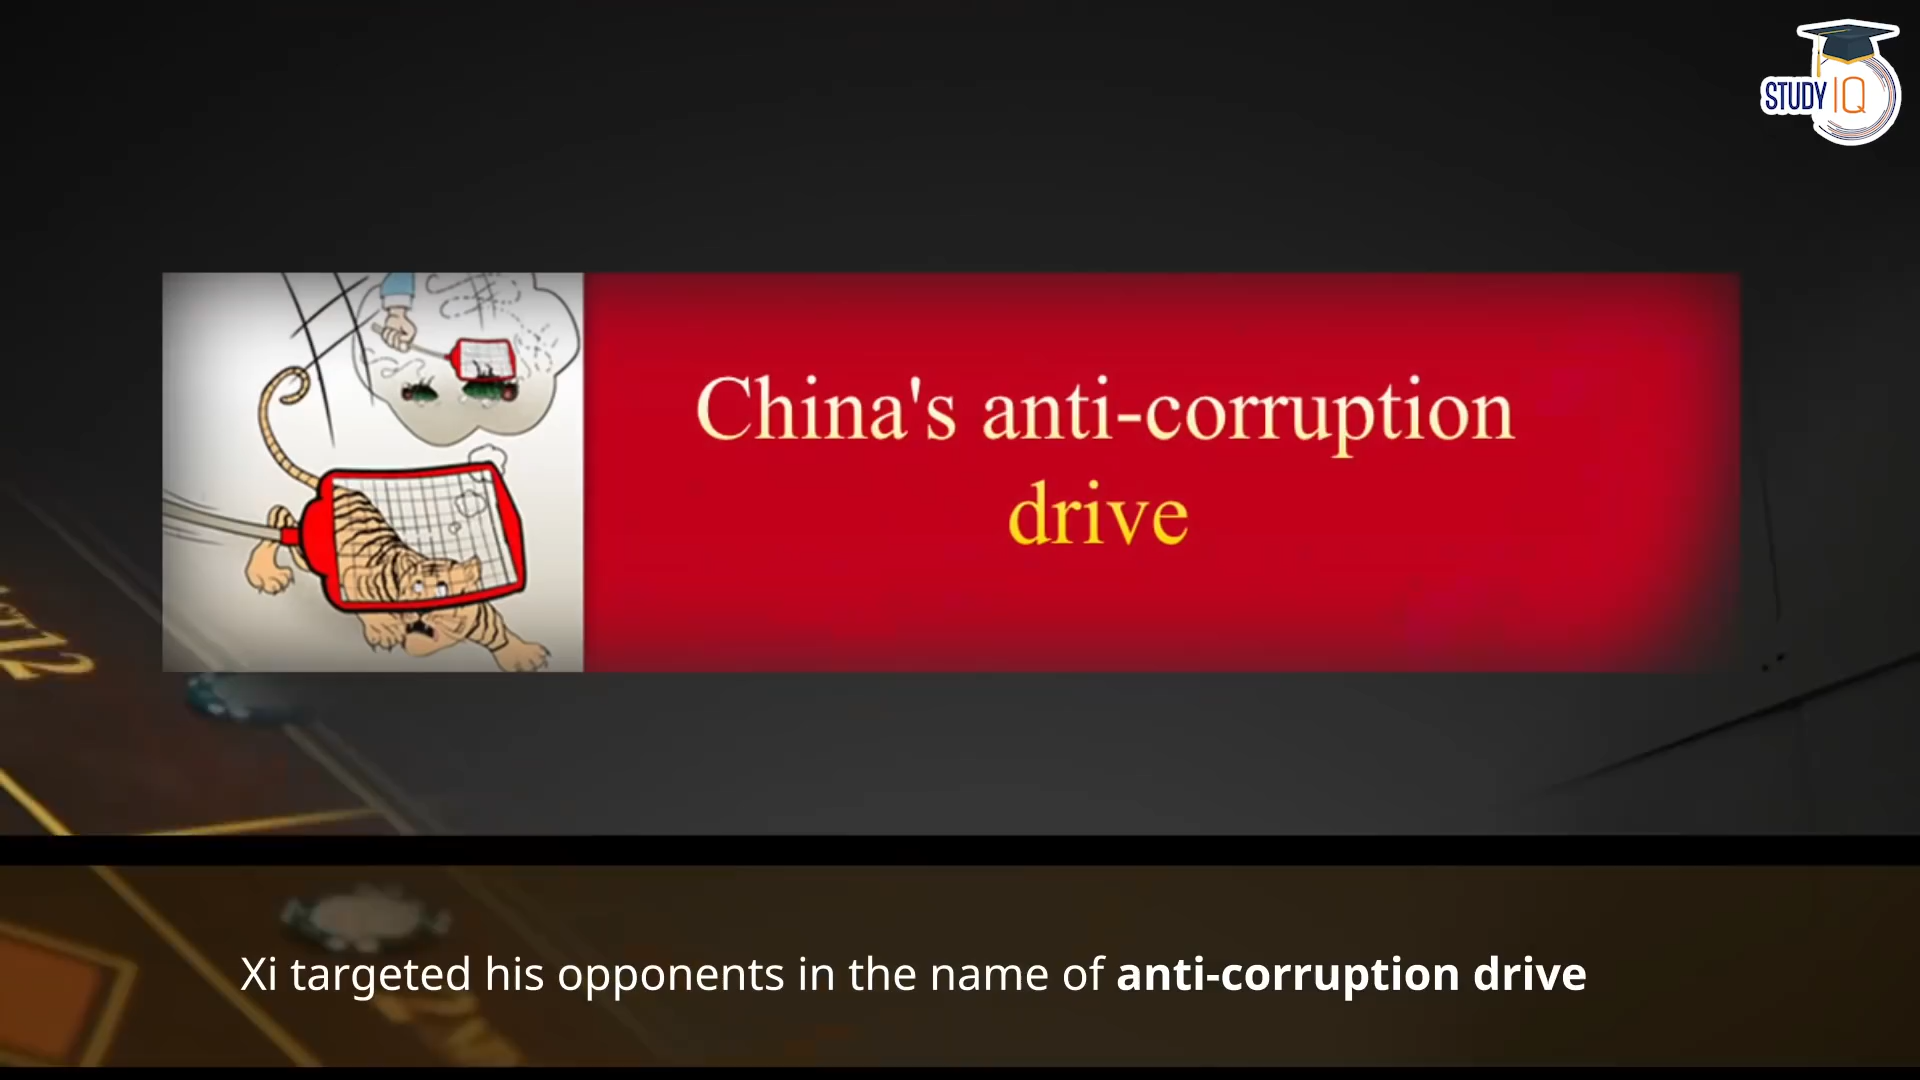 STUDY IQ
China's anti-corruption
drive
Xi targeted his opponents in the name of anti-corruption drive